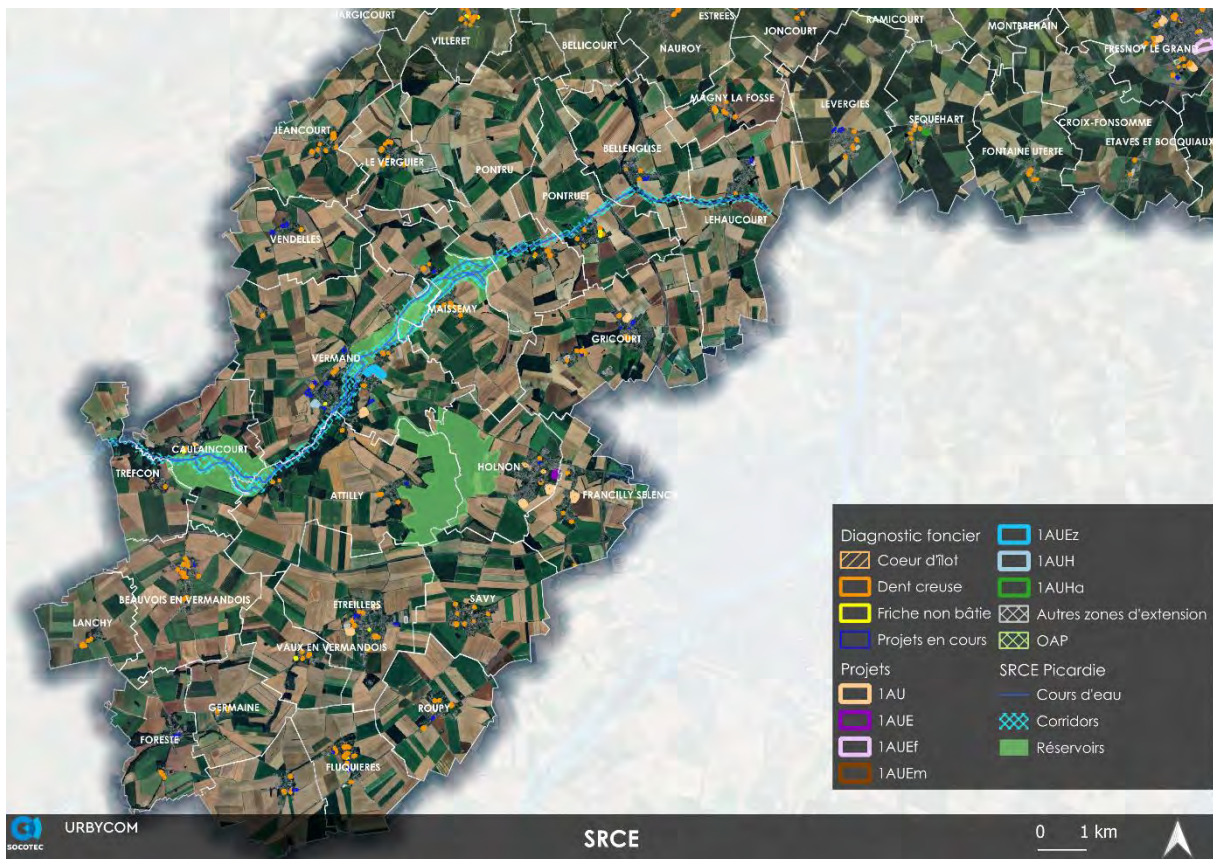 HARGICOURT
VILLERET
BELLICOURT
ESTREES
NAUROY
JONCOURT
RAMICOURT
MONTBREHAIN
FRESNOY LE GRAND
MAGNY LA FOSSE
LEVERGIES
SEQUEHART
CROIX-FONSOMME
FONTAINE UTERTE
ETAVES ET BOCQUIAUX
JEANCOURT
LE VERGUIER
PONTRU
BELLENGLISE
PONTRUET
LEHAUCOURT
VENDELLES
MAISSEMY
GRICOURT
VERMAND
CAULAINCOURT
TREFCON
ATTILLY
HOLNON
FRANCILLY SELENCY
BEAUVOIS EN VERMANDOIS
LANCHY
ETREILLERS
SAVY
VAUX EN VERMANDOIS
GERMAINE
ROUPY
FORESTE
FLUQUIERES
Diagnostic foncier
Coeur d'îlot
Dent creuse
Friche non bâtie
Projets en cours
Projets
1AU
1AUE
1AUEf
1AUEm
1AUEz
1AUH
1AUHa
Autres zones d'extension
OAP
SRCE Picardie
Cours d'eau
Corridors
Réservoirs
SOCOTEC
URBYCOM
SRCE
0 1 km